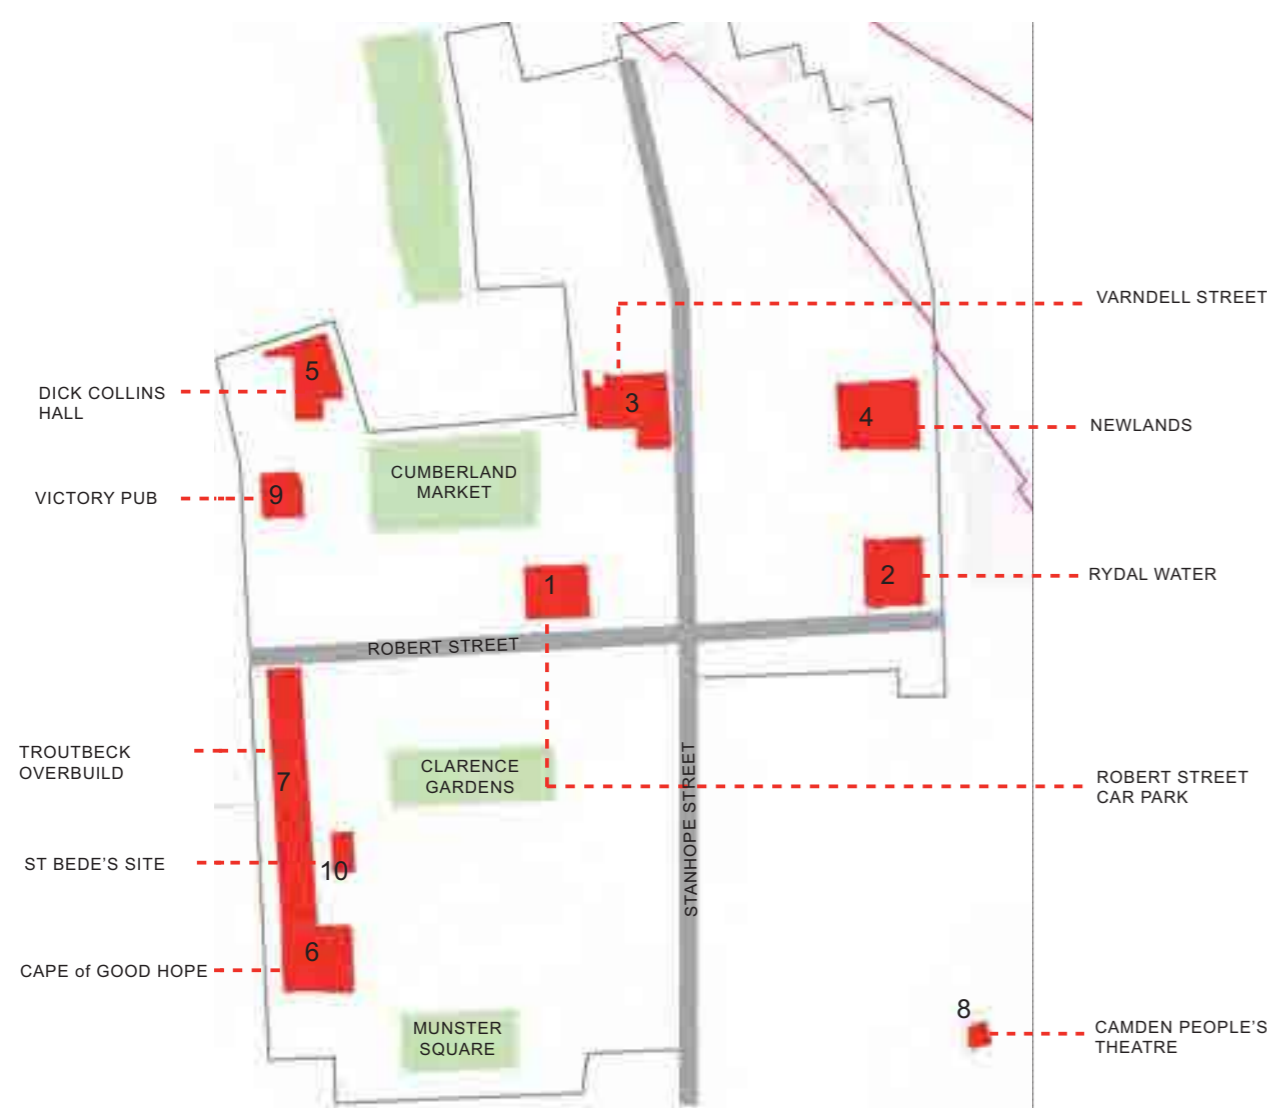 VARNDELL STREET
5
DICK COLLINS
HALL
3
4
NEWLANDS
CUMBERLAND
MARKET
VICTORY PUB
9
1
2
RYDAL WATER
ROBERT STREET
TROUTBECK
OVERBUILD
7
CLARENCE
GARDENS
STANHOPE STREET
ROBERT STREET
CAR PARK
ST BEDE'S SITE
10
6
CAPE of GOOD HOPE
8
MUNSTER
SQUARE
CAMDEN PEOPLE'S
THEATRE